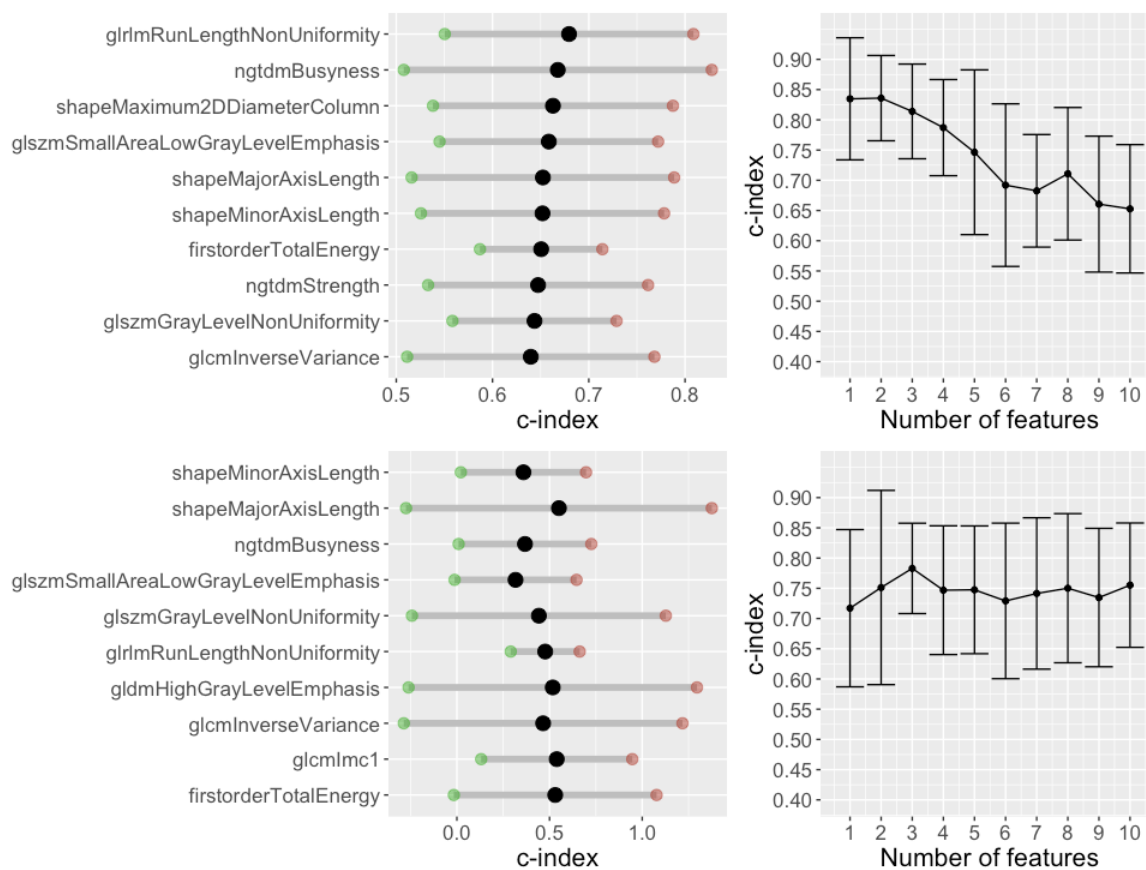 glrlmRunLengthNonUniformity
ngtdmBusyness
shapeMaximum2DDiameterColumn
glszmSmallAreaLowGrayLevelEmphasis
shapeMajorAxisLength
shapeMinorAxisLength
firstorderTotalEnergy
ngtdmStrength
glszmGrayLevelNonUniformity
glcmInverseVariance
0.5 0.6 0.7 0.8
c-index
c-index
0.90
0.85
0.80
0.75
0.70
0.65
0.60
0.55
0.50
0.45
0.40
1 2 3 4 5 6 7 8 9 10
Number of features
shapeMinorAxisLength
shapeMajorAxisLength
ngtdmBusyness
glszmSmallAreaLowGrayLevelEmphasis
glszmGrayLevelNonUniformity
glrlmRunLengthNonUniformity
gldmHighGrayLevelEmphasis
glcmInverseVariance
glcmImc1
firstorderTotalEnergy
0.0 0.5 1.0
c-index
c-index
0.90
0.85
0.80
0.75
0.70
0.65
0.60
0.55
0.50
0.45
0.40
1 2 3 4 5 6 7 8 9 10
Number of features